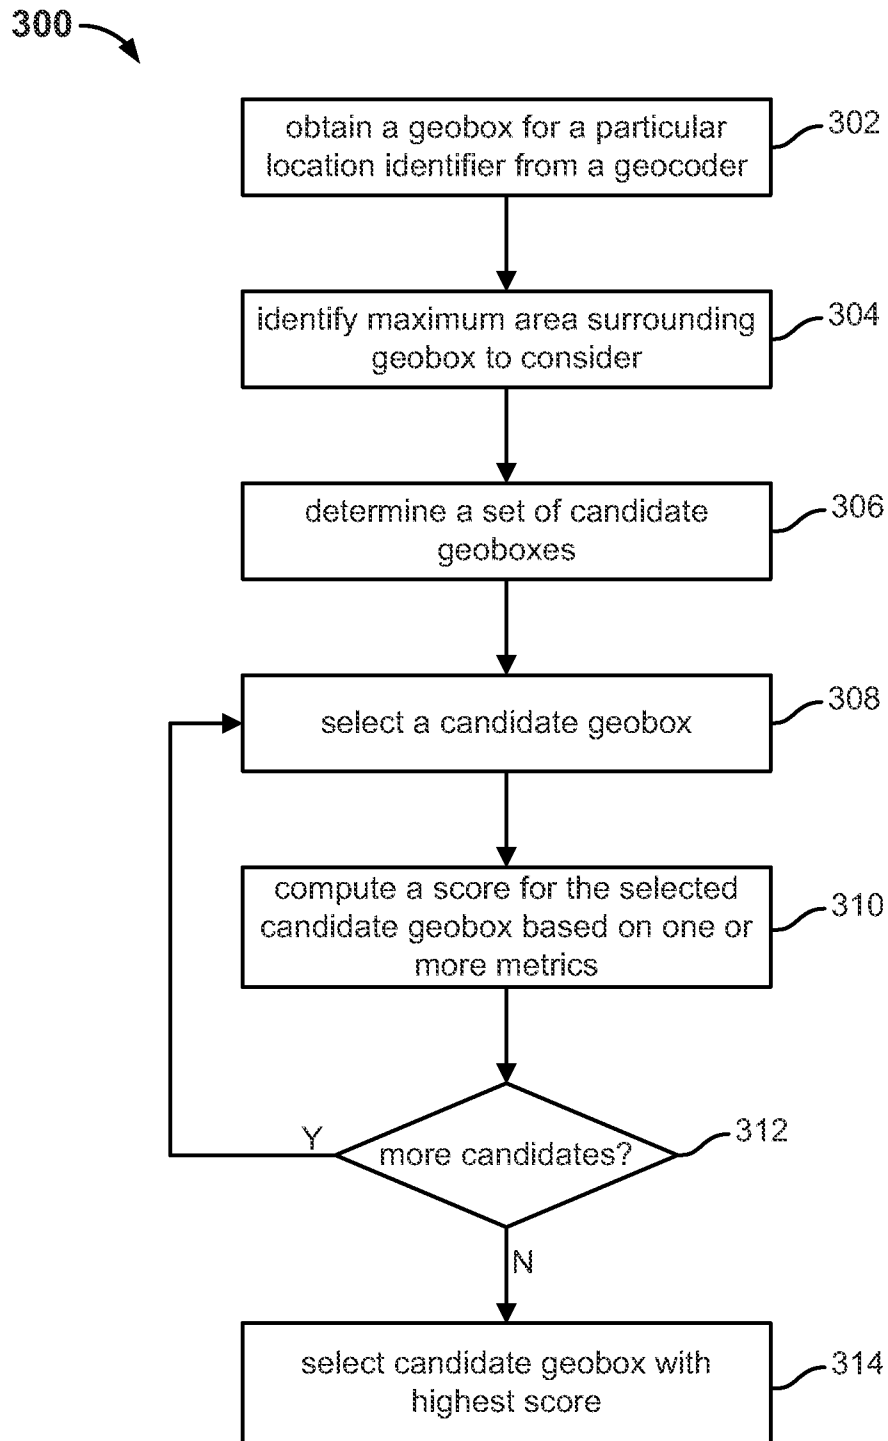 300
obtain a geobox for a particular
location identifier from a geocoder
302
identify maximum area surrounding
geobox to consider
304
determine a set of candidate
geoboxes
306
select a candidate geobox
308
compute a score for the selected
candidate geobox based on one or
more metrics
310
more candidates?
312
Y
N
select candidate geobox with
highest score
314